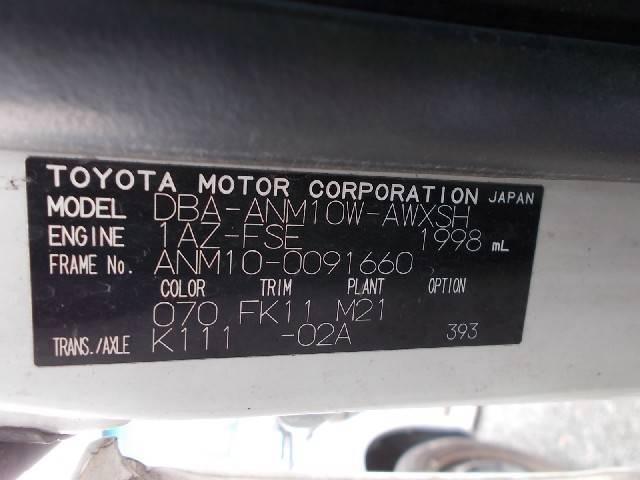 TOYOTA MOTOR CORPORATION JAPAN
MODEL DBA-ANM10W-AWXSH
ENGINE 1AZ-FSE 1998 mL
FRAME No. ANM10-0091660
COLOR TRIM PLANT OPTION
070 FK11 M21
TRANS./AXLE K111 -02A 393